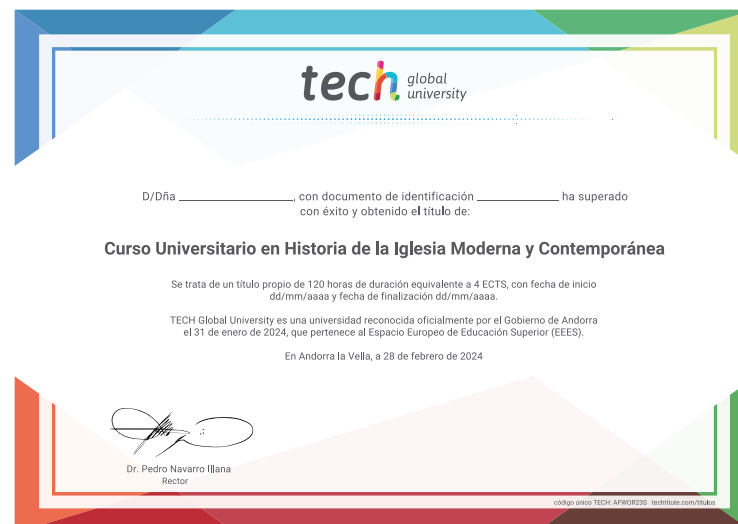 tech global university
D/Dña ______________, con documento de identificación ______________ ha superado
con éxito y obtenido el título de:
Curso Universitario en Historia de la Iglesia Moderna y Contemporánea
Se trata de un título propio de 120 horas de duración equivalente a 4 ECTS, con fecha de inicio
dd/mm/aaaa y fecha de finalización dd/mm/aaaa.
TECH Global University es una universidad reconocida oficialmente por el Gobierno de Andorra
el 31 de enero de 2024, que pertenece al Espacio Europeo de Educación Superior (EEES).
En Andorra la Vella, a 28 de febrero de 2024
Dr. Pedro Navarro Illana
Rector
código único TECH: AFWOR23S techtitute.com/titulos